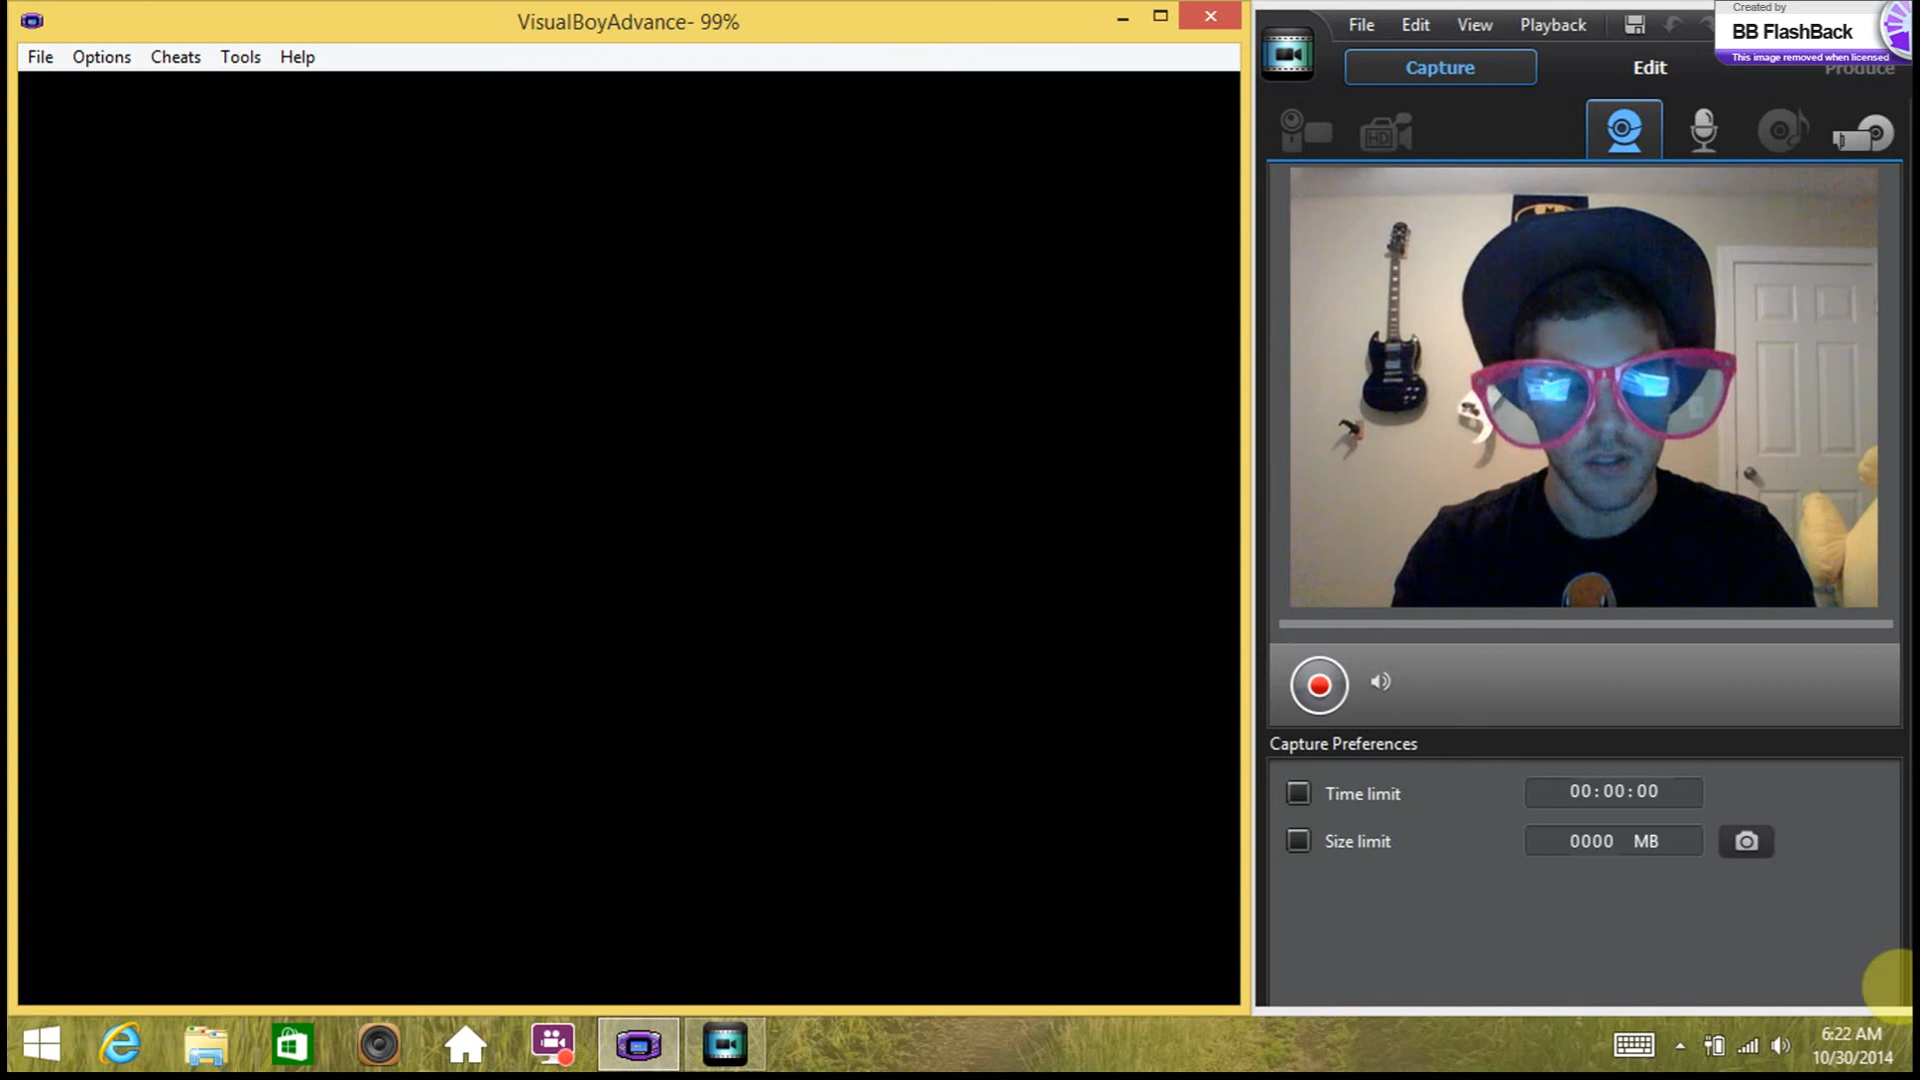 VisualBoyAdvance- 99%
File Options Cheats Tools Help
File Edit View Playback
Created by
BB FlashBack
This image removed when licensed
Capture Edit Produce
HD
Capture Preferences
Time limit 00:00:00
Size limit 0000 MB
6:22 AM
10/30/2014